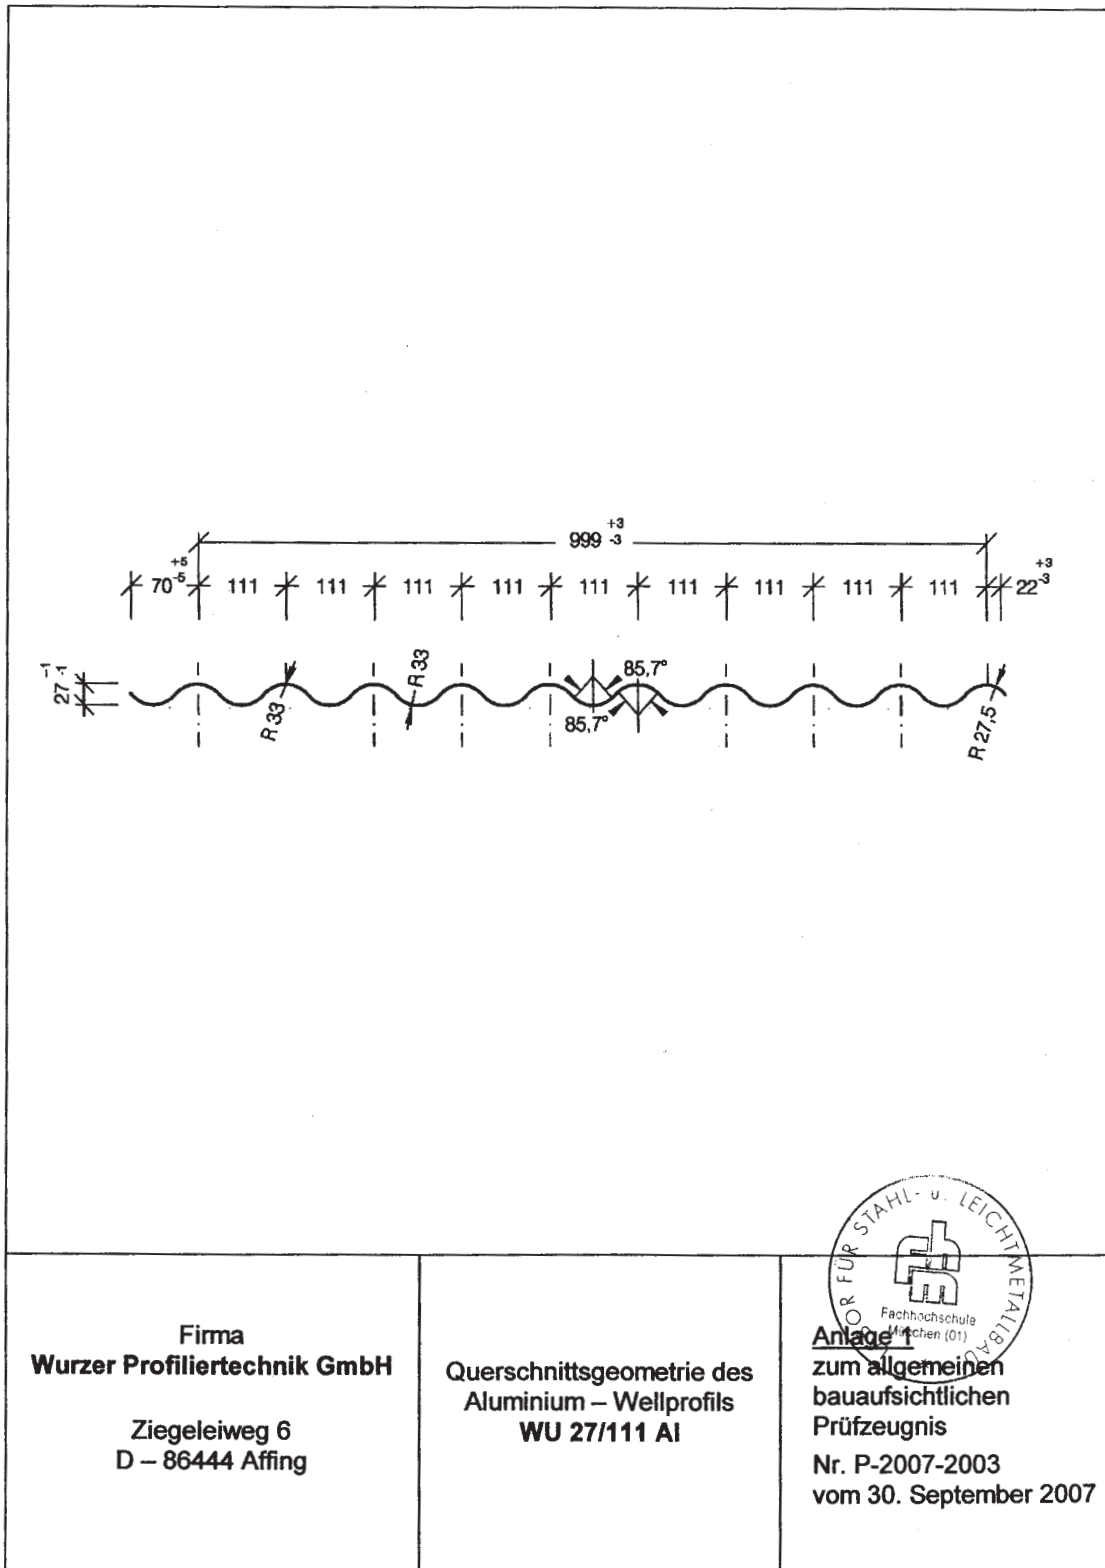 +3
999 -3
+5
70 -5 111 111 111 111 111 111 111 111 111 22 +3 -3
27 -1 -1
R 33
R 33
85,7°
85,7°
R 27,5
FÜR STAHL- u. LEICHTMETALLBAU
Fachhochschule
München (01)
Firma
Wurzer Profiliertechnik GmbH
Ziegeleiweg 6
D – 86444 Affing
Querschnittsgeometrie des
Aluminium – Wellprofils
WU 27/111 Al
Anlage 1
zum allgemeinen
bauaufsichtlichen
Prüfzeugnis
Nr. P-2007-2003
vom 30. September 2007